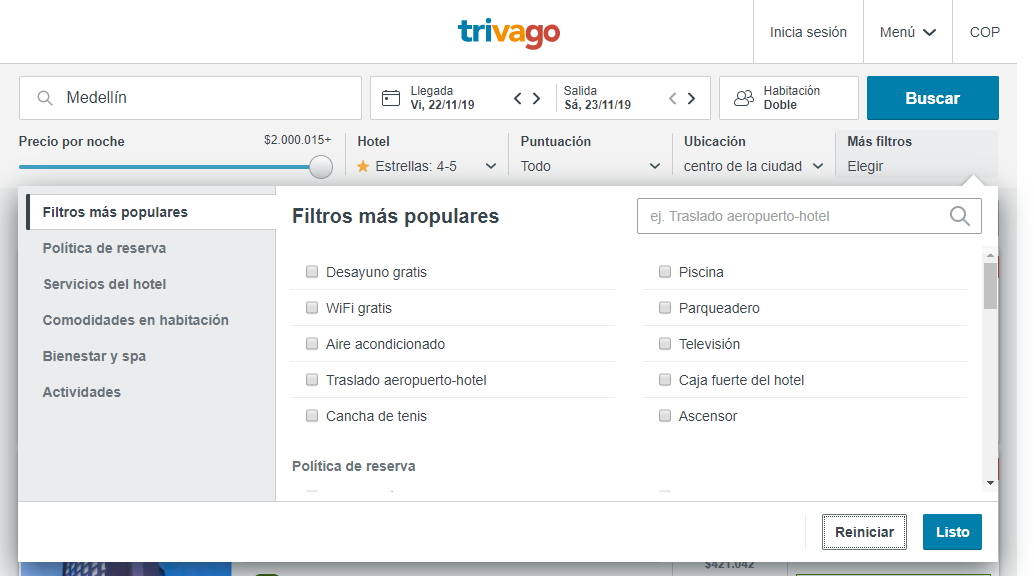 trivago
Inicia sesión
Menú
COP
Medellín
Llegada
Vi, 22/11/19
Salida
Sá, 23/11/19
Habitación
Doble
Buscar
Precio por noche
$2.000.015+
Hotel
Estrellas: 4-5
Puntuación
Todo
Ubicación
centro de la ciudad
Más filtros
Elegir
Filtros más populares
Política de reserva
Servicios del hotel
Comodidades en habitación
Bienestar y spa
Actividades
Filtros más populares
ej. Traslado aeropuerto-hotel
Desayuno gratis
Piscina
WiFi gratis
Parqueadero
Aire acondicionado
Televisión
Traslado aeropuerto-hotel
Caja fuerte del hotel
Cancha de tenis
Ascensor
Política de reserva
Reiniciar
Listo
$421.042